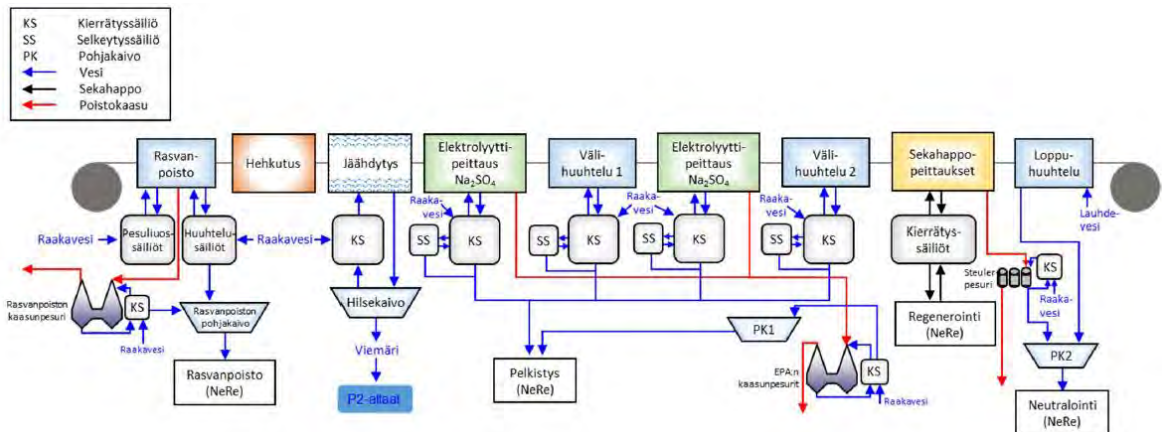 KS Kierrätyssäiliö
SS Selkeytyssäiliö
PK Pohjakaivo
Vesi
Sekahappo
Poistokaasu
Rasvan-
poisto
Hehkutus
Jäähdytys
Elektrolyytti-
peittaus
Na₂SO₄
Väli-
huuhtelu 1
Elektrolyytti-
peittaus
Na₂SO₄
Väli-
huuhtelu 2
Sekahappo-
peittaukset
Loppu-
huuhtelu
Raakavesi
Pesuliuos-
säiliöt
Huuhtelu-
säiliöt
Raakavesi
KS
Raaka-
vesi
SS
KS
SS
KS
Raaka-
vesi
SS
KS
Raaka-
vesi
SS
KS
Kierrätys-
säiliöt
Lauhde-
vesi
Steuler
pesuri
KS
Raaka-
vesi
Rasvanpoiston
kaasunpesuri
KS
Raakavesi
Rasvanpoiston
pohjakaivo
Hilsekaivo
Viemäri
P2-altaat
Rasvanpoisto
(NeRe)
Pelkistys
(NeRe)
PK1
EPA:n
kaasunpesurit
KS
Raakavesi
Regenerointi
(NeRe)
PK2
Neutralointi
(NeRe)